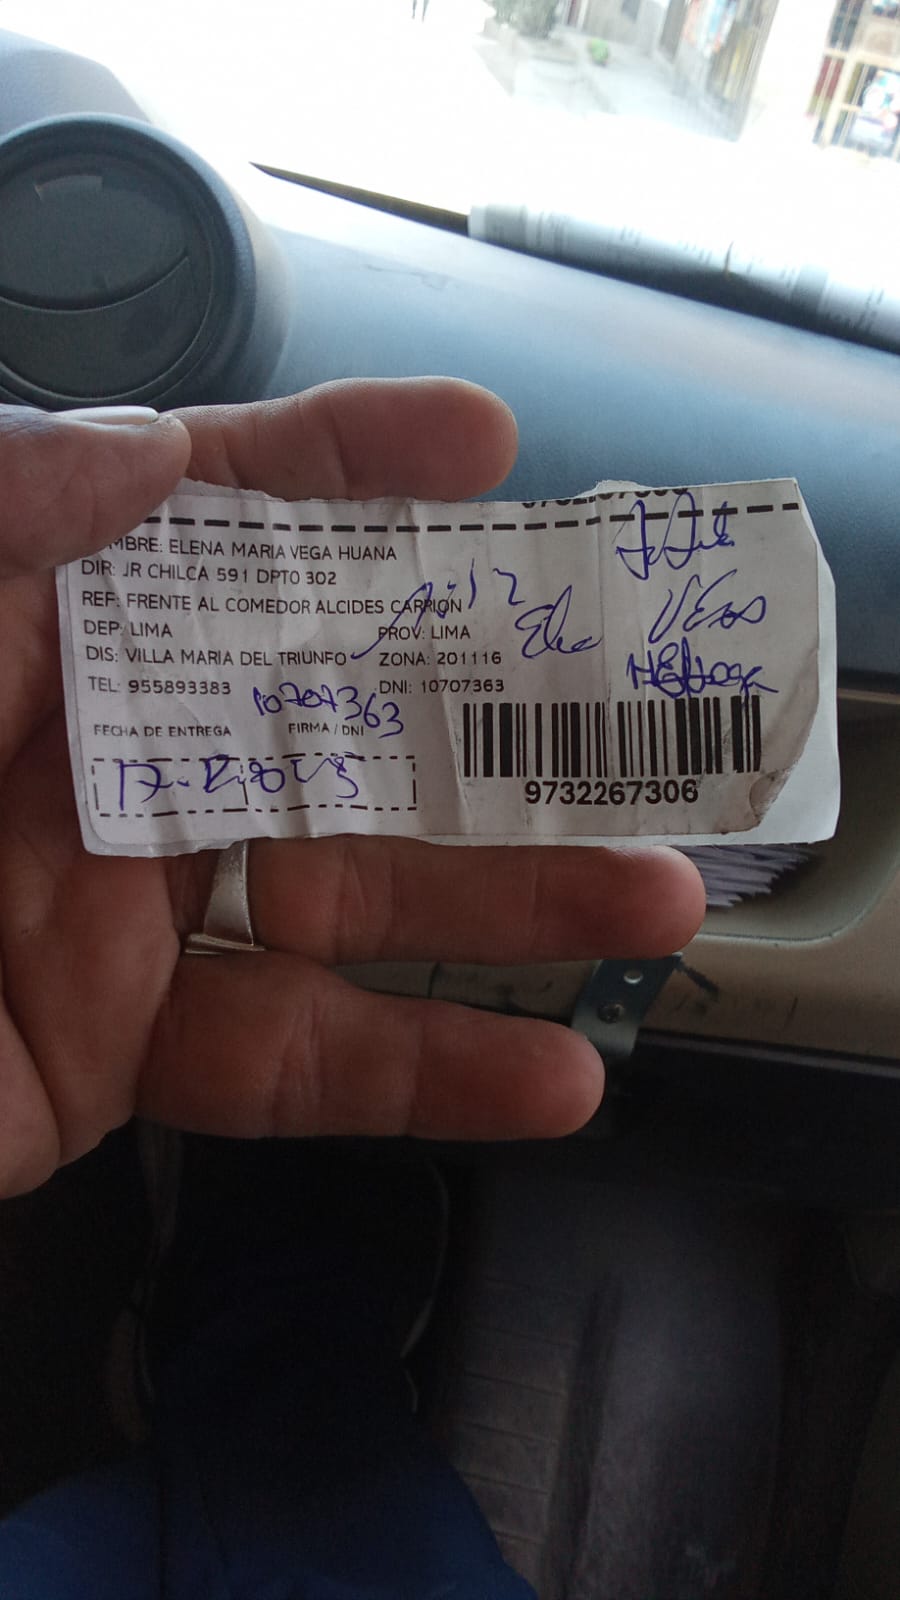 MBRE: ELENA MARIA VEGA HUANA
DIR: JR CHILCA 591 DPTO 302
REF: FRENTE AL COMEDOR ALCIDES CARRION
DEP: LIMA PROV: LIMA
DIS: VILLA MARIA DEL TRIUNFO ZONA: 201116
TEL: 955893383 DNI: 10707363
10707363
FECHA DE ENTREGA FIRMA / DNI
9732267306